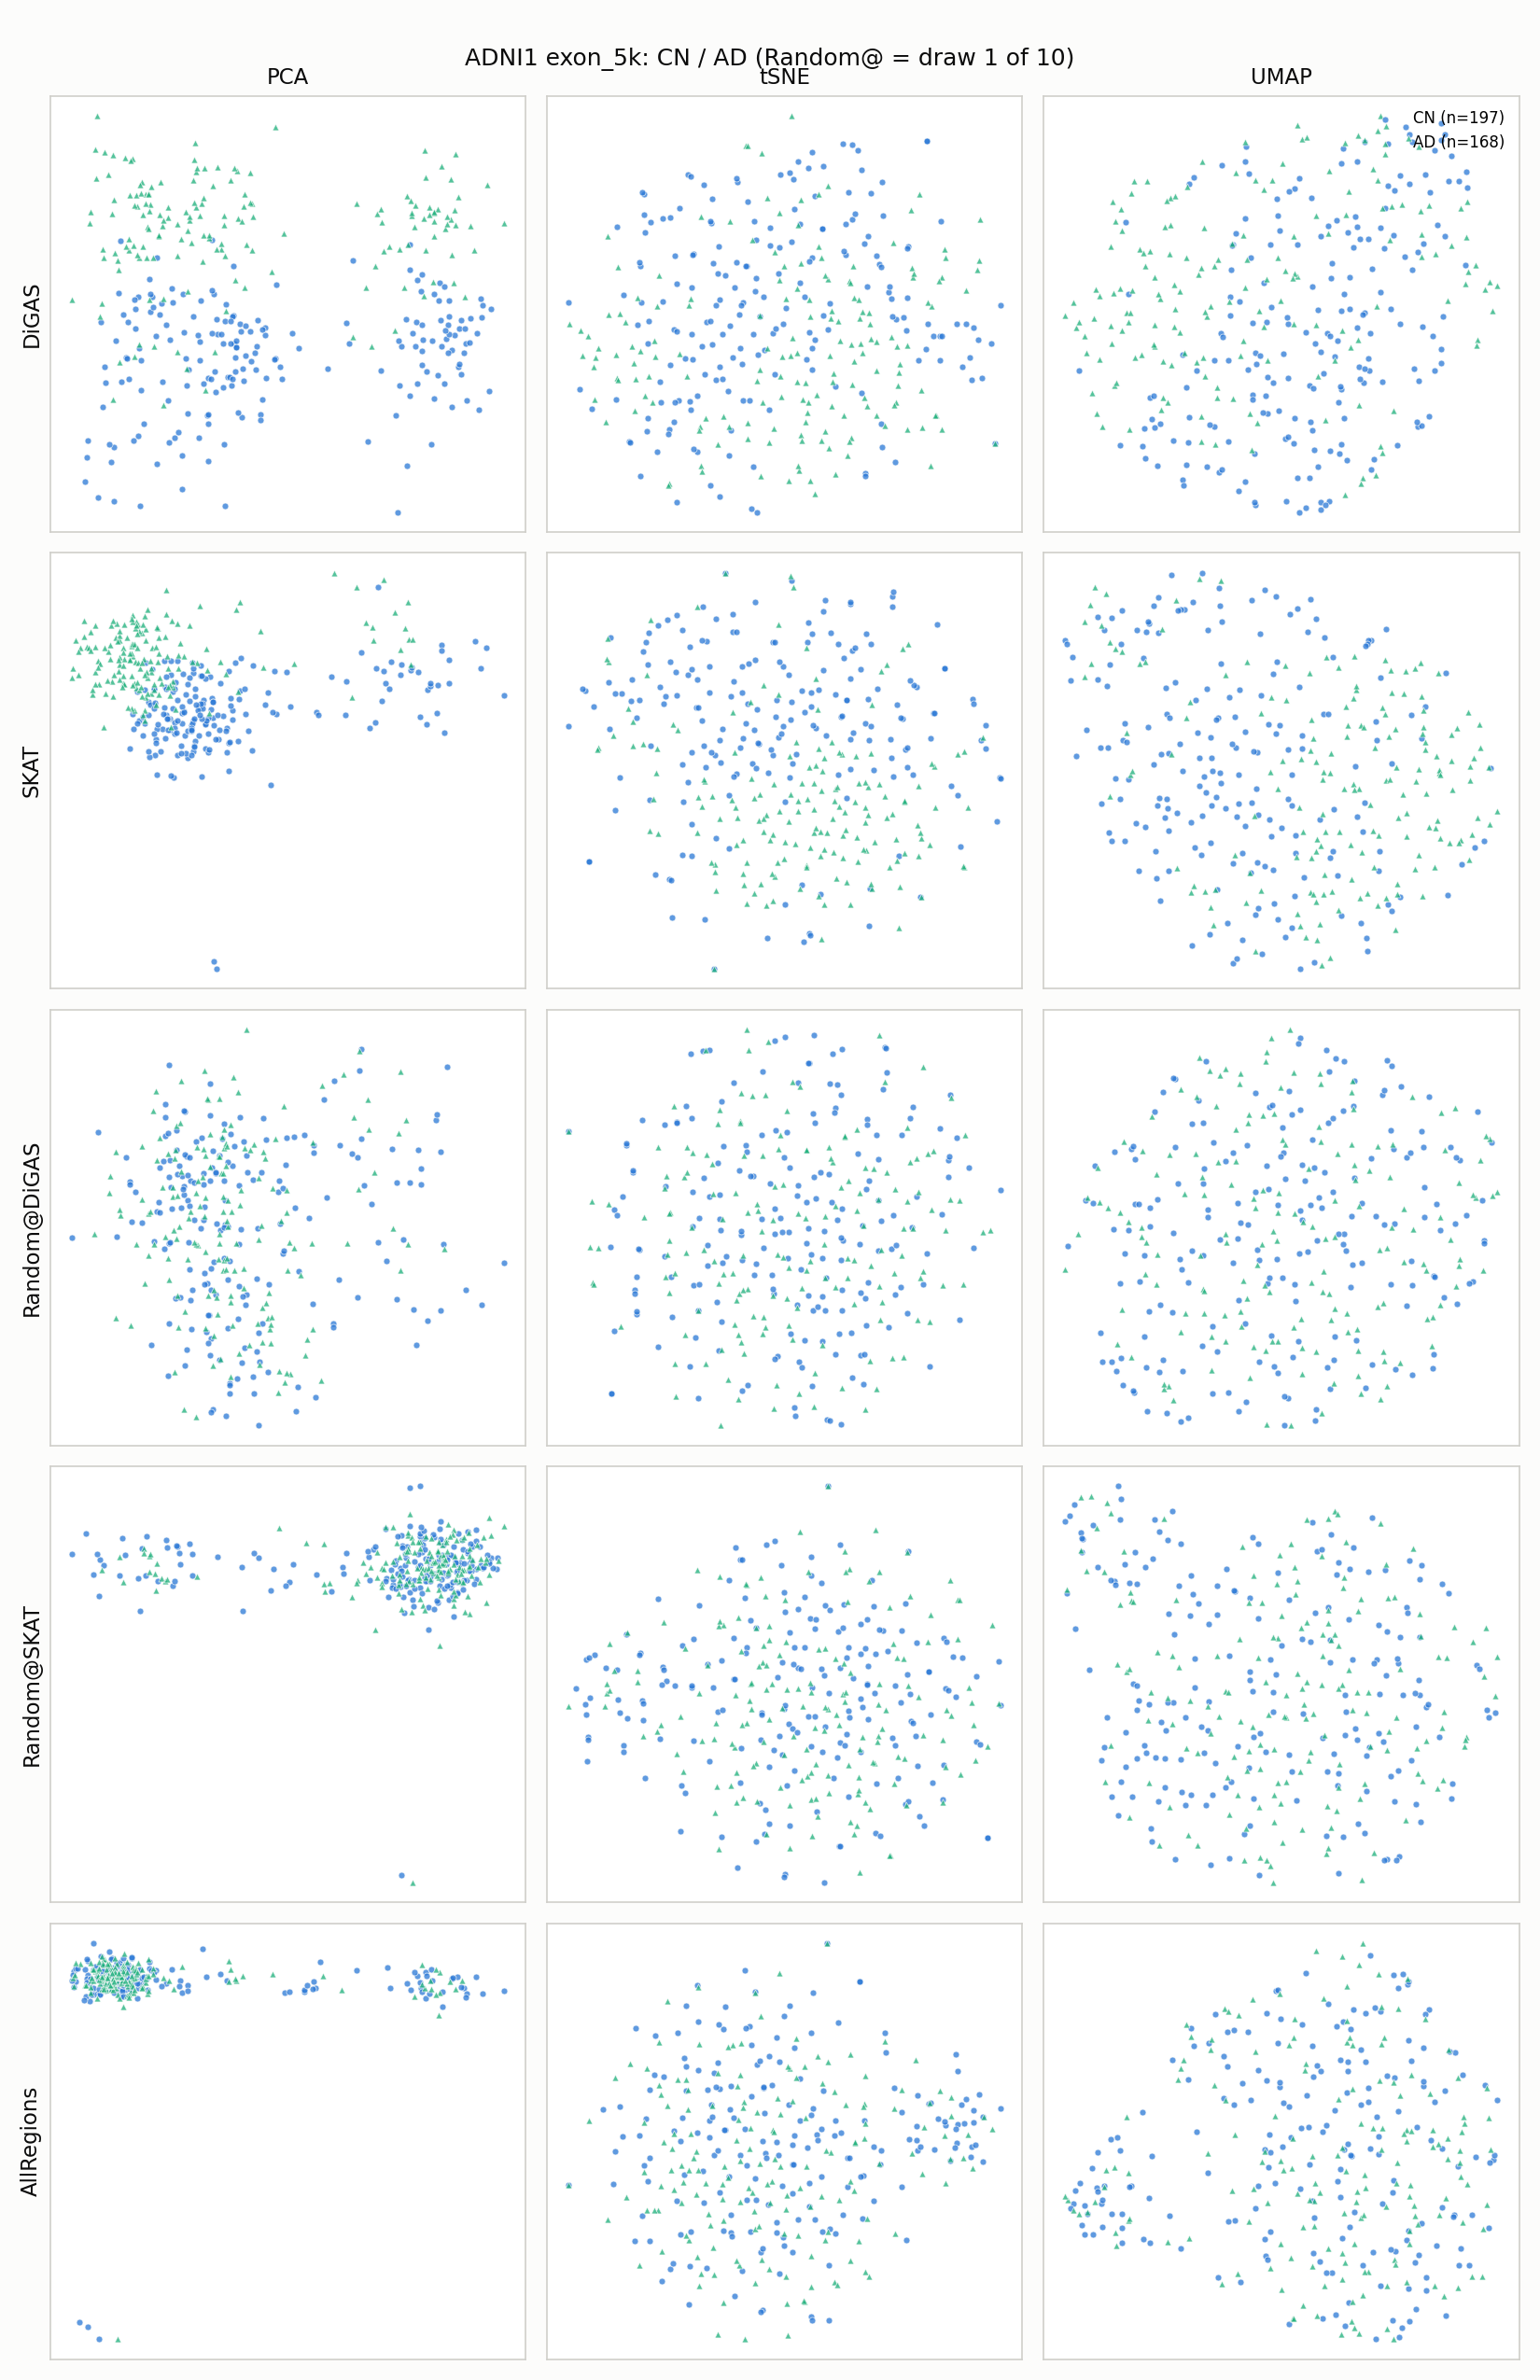 ADNI1 exon_5k: CN / AD (Random@ = draw 1 of 10)
PCA
tSNE
UMAP
CN (n=197)
AD (n=168)
DiGAS
SKAT
Random@DiGAS
Random@SKAT
AllRegions